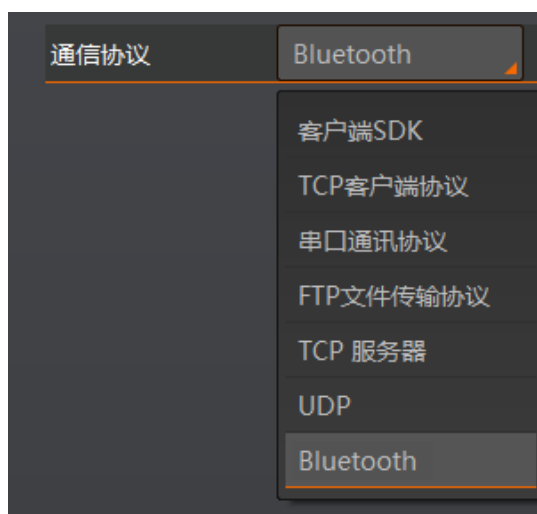 通信协议 Bluetooth
客户端SDK
TCP客户端协议
串口通讯协议
FTP文件传输协议
TCP 服务器
UDP
Bluetooth